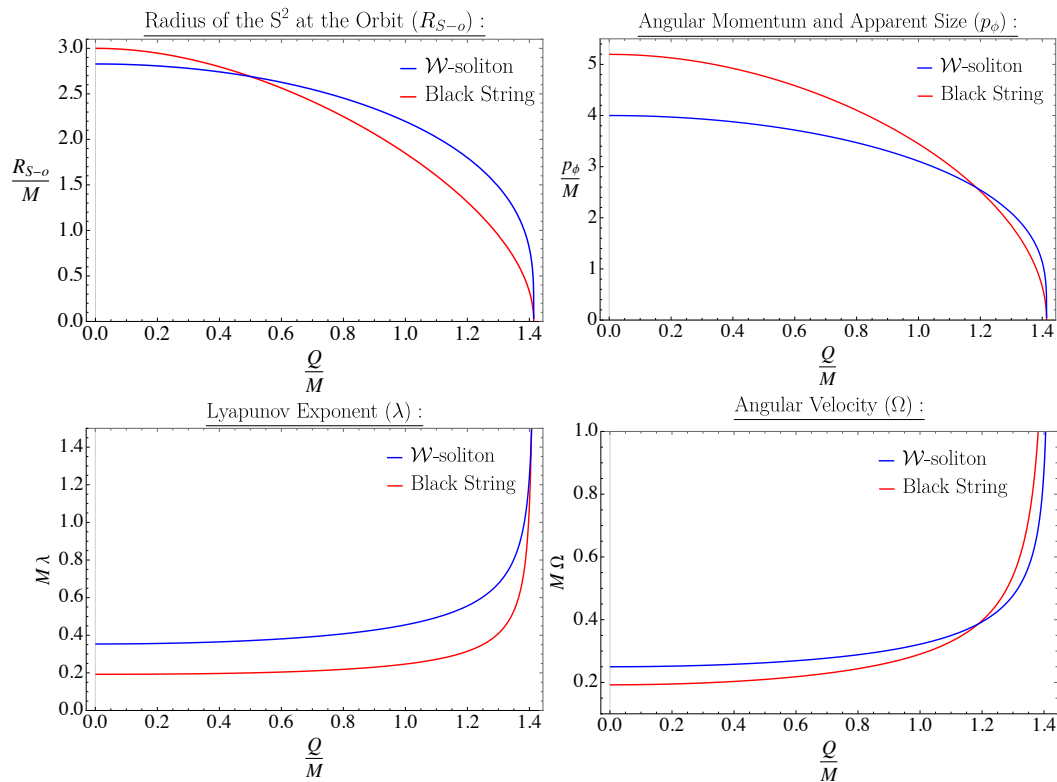 Radius of the S² at the Orbit (R_{S-o}) :
3.0
2.5
2.0
1.5
1.0
0.5
0.0
R_{S-o}
M
𝒲-soliton
Black String
0.0 0.2 0.4 0.6 0.8 1.0 1.2 1.4
Q
M
Angular Momentum and Apparent Size (p_ϕ) :
5
4
3
2
1
0
p_ϕ
M
𝒲-soliton
Black String
0.0 0.2 0.4 0.6 0.8 1.0 1.2 1.4
Q
M
Lyapunov Exponent (λ) :
1.4
1.2
1.0
0.8
0.6
0.4
0.2
0.0
M λ
𝒲-soliton
Black String
0.0 0.2 0.4 0.6 0.8 1.0 1.2 1.4
Q
M
Angular Velocity (Ω) :
1.0
0.8
0.6
0.4
0.2
M Ω
𝒲-soliton
Black String
0.0 0.2 0.4 0.6 0.8 1.0 1.2 1.4
Q
M